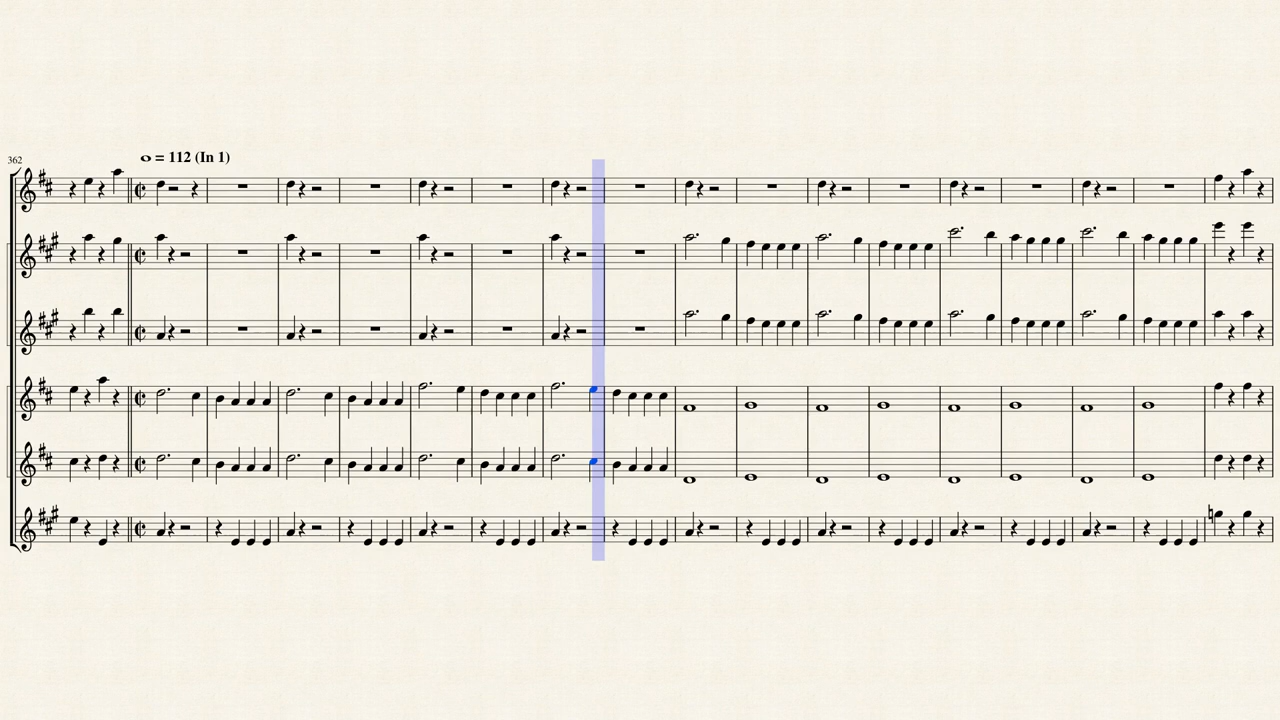 362
𝅝 = 112 (In 1)